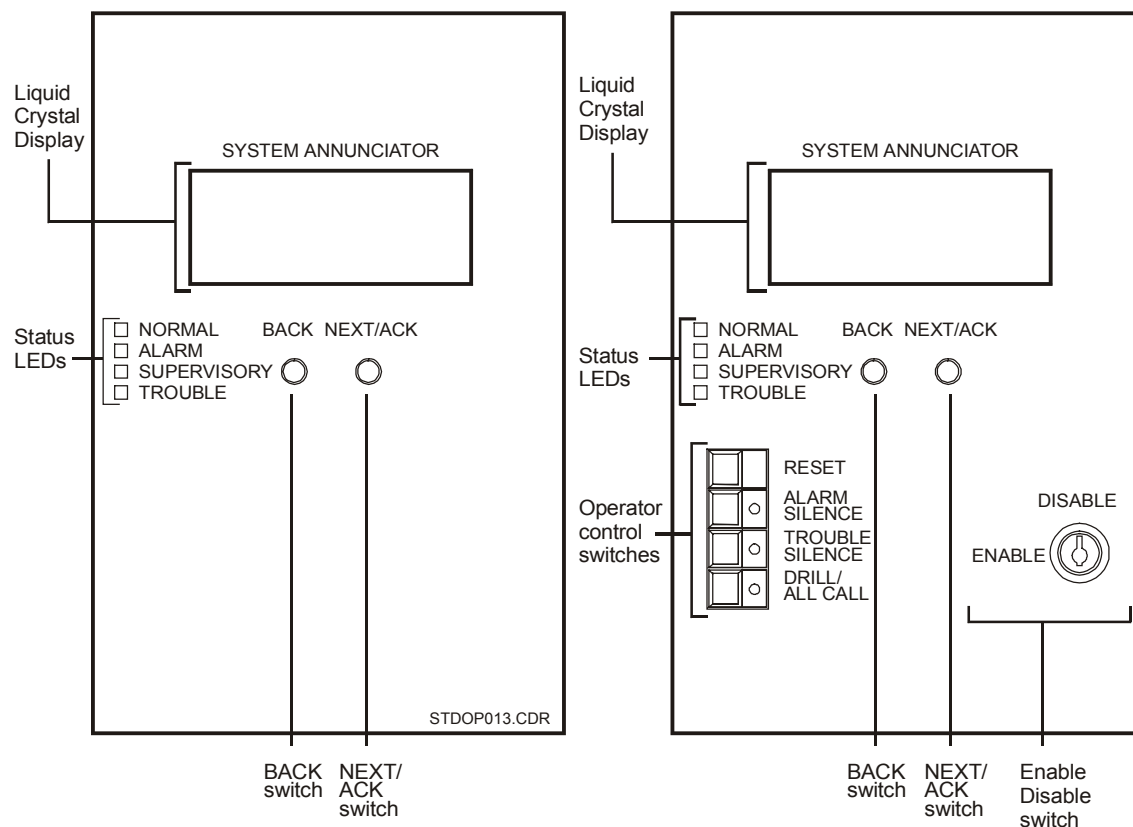 Liquid
Crystal
Display
SYSTEM ANNUNCIATOR
Status
LEDs
NORMAL
ALARM
SUPERVISORY
TROUBLE
BACK
NEXT/ACK
STDOP013.CDR
BACK
switch
NEXT/
ACK
switch
Liquid
Crystal
Display
SYSTEM ANNUNCIATOR
Status
LEDs
NORMAL
ALARM
SUPERVISORY
TROUBLE
BACK
NEXT/ACK
Operator
control
switches
RESET
ALARM
SILENCE
TROUBLE
SILENCE
DRILL/
ALL CALL
DISABLE
ENABLE
BACK
switch
NEXT/
ACK
switch
Enable
Disable
switch